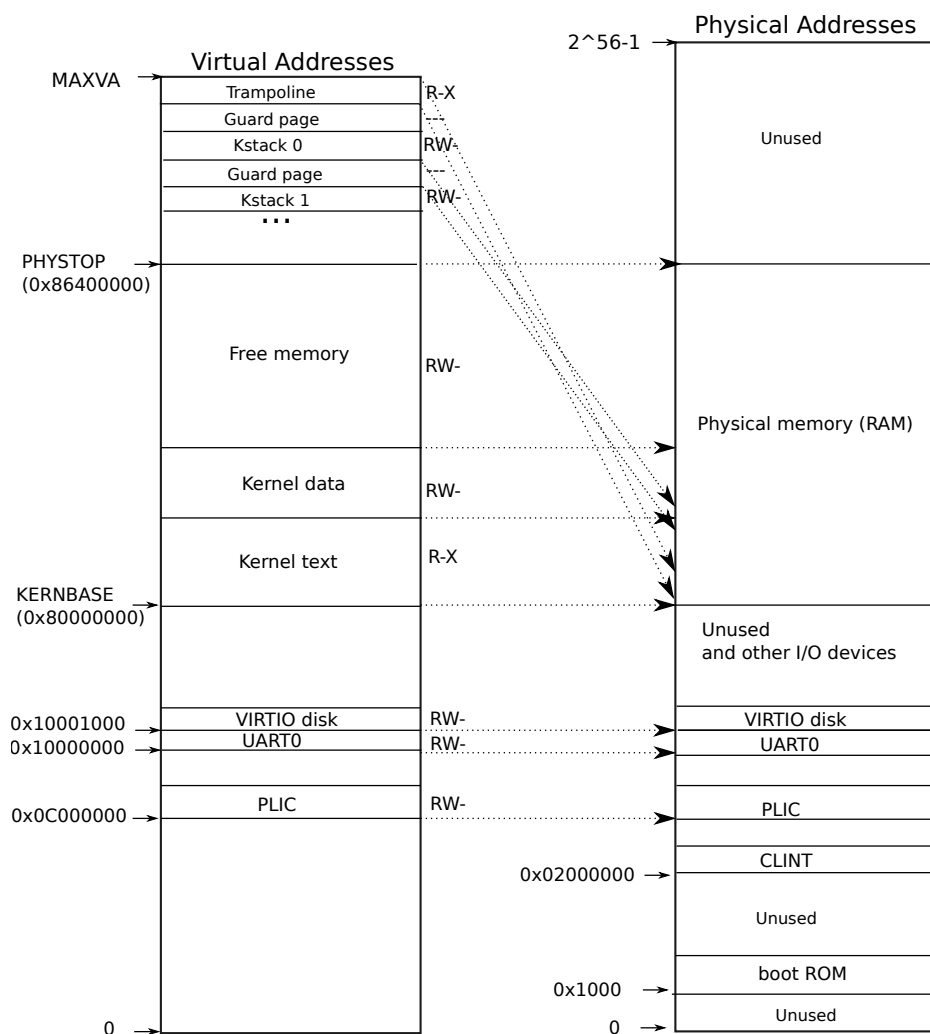 Physical Addresses
2^56-1
Virtual Addresses
MAXVA
Trampoline
R-X
Guard page
---
Unused
Kstack 0
RW-
Guard page
---
Kstack 1
RW-
...
PHYSTOP
(0x86400000)
Free memory
RW-
Physical memory (RAM)
Kernel data
RW-
Kernel text
R-X
KERNBASE
(0x80000000)
Unused
and other I/O devices
0x10001000
VIRTIO disk
RW-
VIRTIO disk
0x10000000
UART0
RW-
UART0
0x0C000000
PLIC
RW-
PLIC
CLINT
0x02000000
Unused
boot ROM
0x1000
Unused
0
0